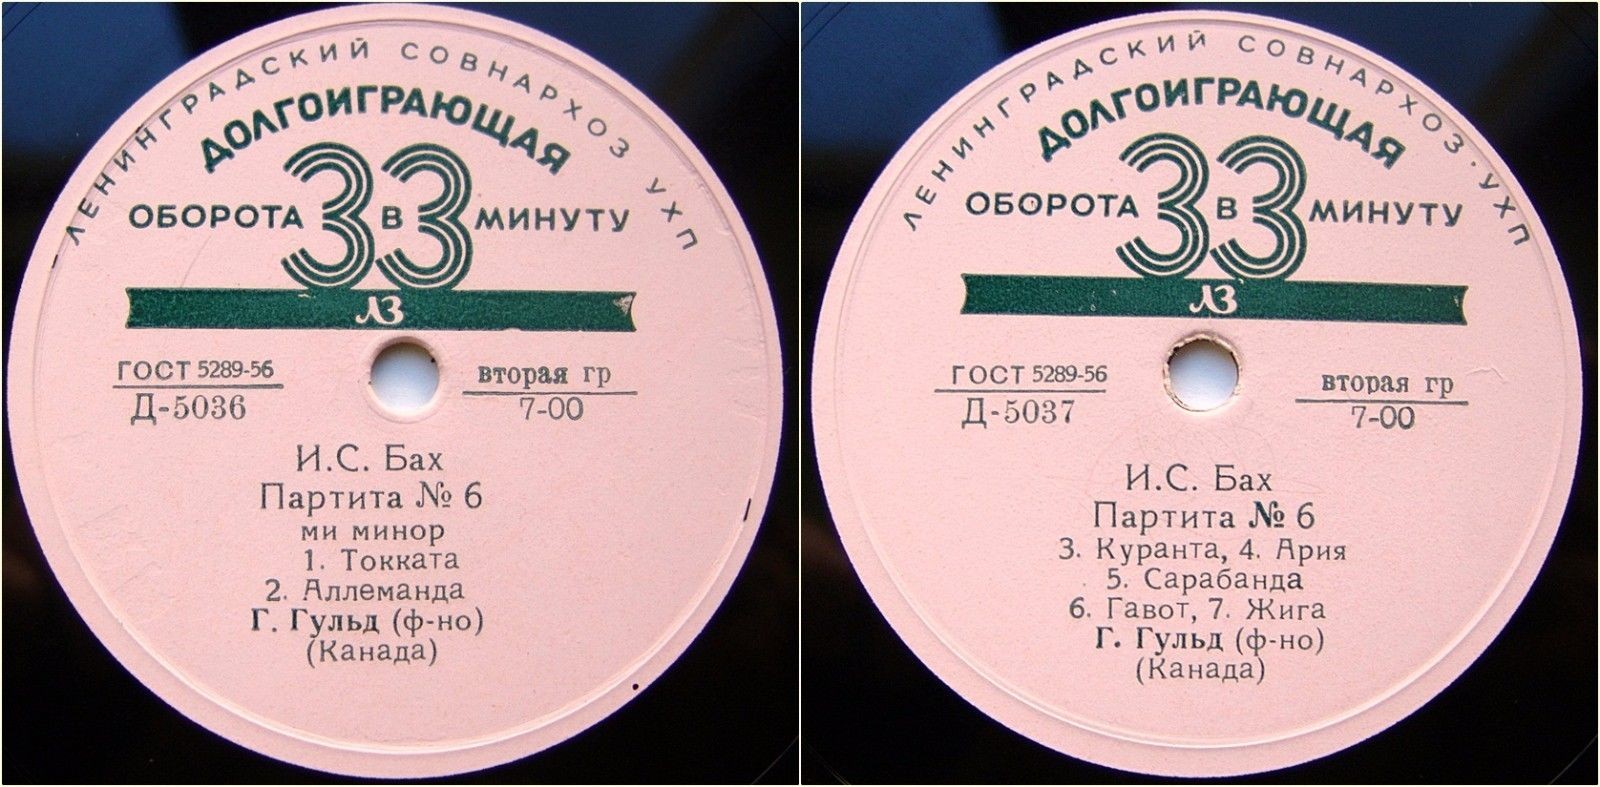 ЛЕНИНГРАДСКИЙ СОВНАРХОЗ УХП
ДОЛГОИГРАЮЩАЯ
ОБОРОТА 33 В МИНУТУ
ЛЗ
ГОСТ 5289-56
Д-5036
вторая гр
7-00
И.С. Бах
Партита № 6
ми минор
1. Токката
2. Аллеманда
Г. Гульд (ф-но)
(Канада)
ЛЕНИНГРАДСКИЙ СОВНАРХОЗ · УХП
ДОЛГОИГРАЮЩАЯ
ОБОРОТА 33 В МИНУТУ
ЛЗ
ГОСТ 5289-56
Д-5037
вторая гр
7-00
И.С. Бах
Партита № 6
3. Куранта, 4. Ария
5. Сарабанда
6. Гавот, 7. Жига
Г. Гульд (ф-но)
(Канада)